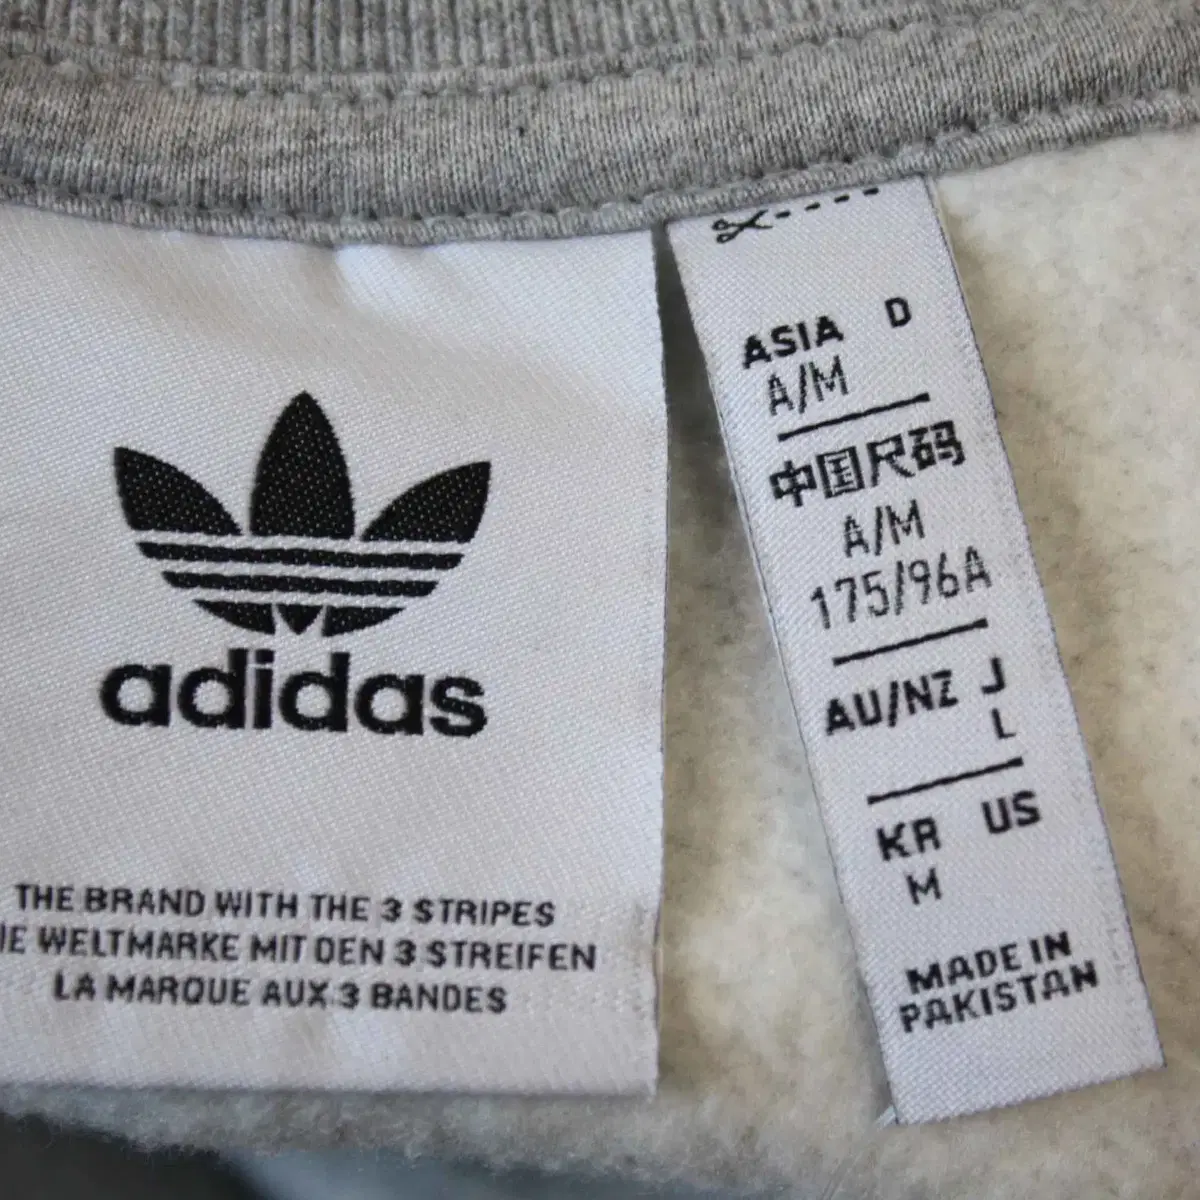 adidas
THE BRAND WITH THE 3 STRIPES
IE WELTMARKE MIT DEN 3 STREIFEN
LA MARQUE AUX 3 BANDES
ASIA D
A/M
中国尺码
A/M
175/96A
AU/NZ J
L
KR US
M
MADE IN
PAKISTAN